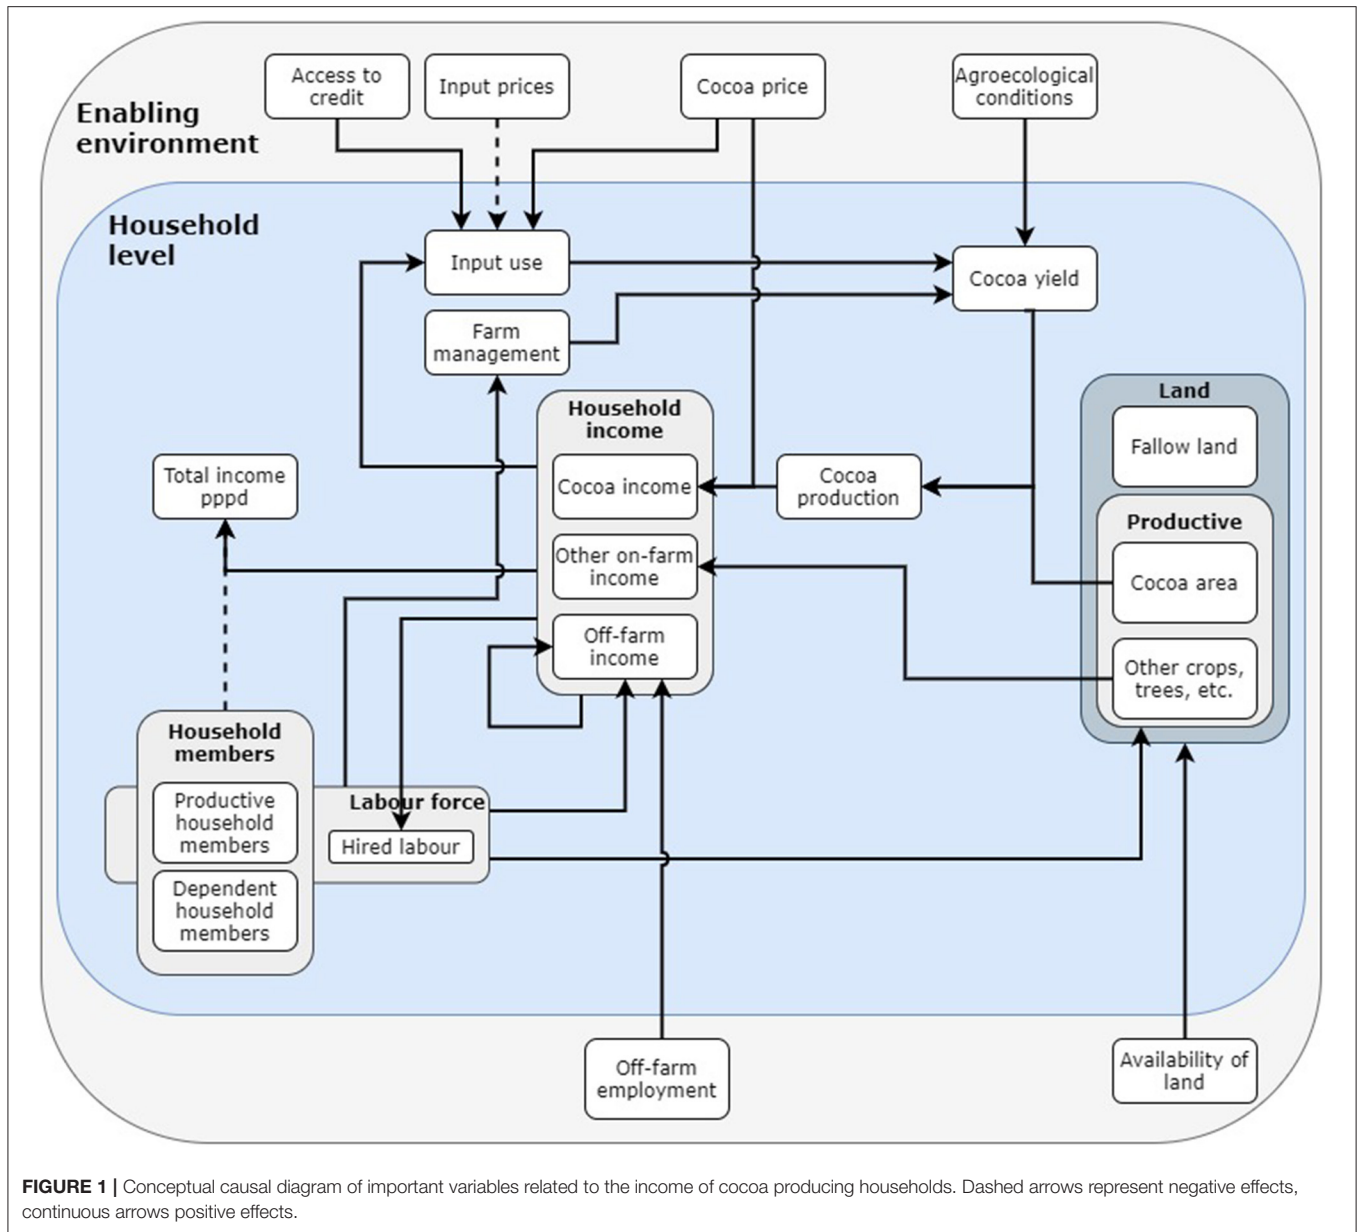 Access to
credit
Input prices
Cocoa price
Agroecological
conditions
Enabling
environment
Household
level
Input use
Cocoa yield
Farm
management
Land
Fallow land
Household
income
Total income
pppd
Cocoa income
Cocoa
production
Productive
Cocoa area
Other on-farm
income
Off-farm
income
Other crops,
trees, etc.
Household
members
Productive
household
members
Labour force
Hired labour
Dependent
household
members
Off-farm
employment
Availability of
land
FIGURE 1 | Conceptual causal diagram of important variables related to the income of cocoa producing households. Dashed arrows represent negative effects,
continuous arrows positive effects.